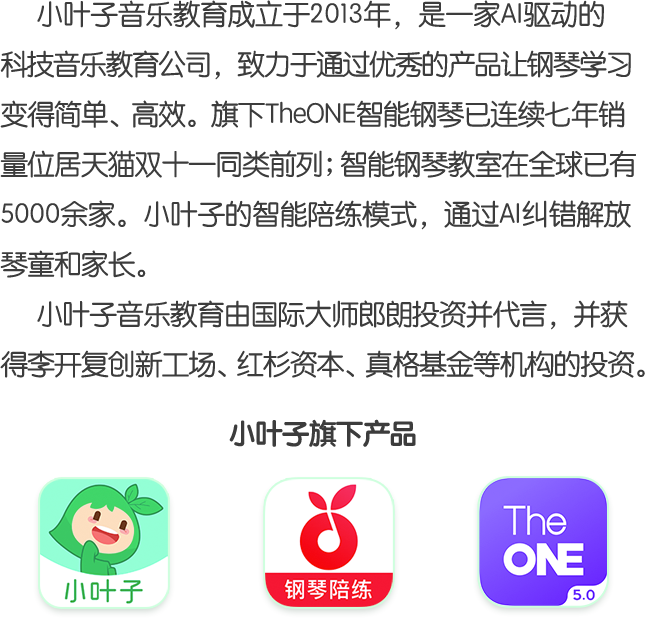 小叶子音乐教育成立于2013年，是一家AI驱动的
科技音乐教育公司，致力于通过优秀的产品让钢琴学习
变得简单、高效。旗下TheONE智能钢琴已连续七年销
量位居天猫双十一同类前列；智能钢琴教室在全球已有
5000余家。小叶子的智能陪练模式，通过AI纠错解放
琴童和家长。
小叶子音乐教育由国际大师郎朗投资并代言，并获
得李开复创新工场、红杉资本、真格基金等机构的投资。
小叶子旗下产品
小叶子
钢琴陪练
The
ONE
5.0